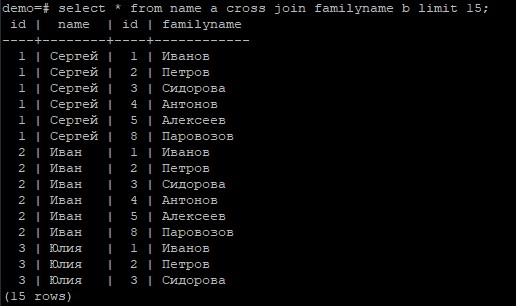 demo=# select * from name a cross join familyname b limit 15;
 id |  name  | id | familyname
----+--------+----+------------
  1 | Сергей |  1 | Иванов
  1 | Сергей |  2 | Петров
  1 | Сергей |  3 | Сидорова
  1 | Сергей |  4 | Антонов
  1 | Сергей |  5 | Алексеев
  1 | Сергей |  8 | Паровозов
  2 | Иван   |  1 | Иванов
  2 | Иван   |  2 | Петров
  2 | Иван   |  3 | Сидорова
  2 | Иван   |  4 | Антонов
  2 | Иван   |  5 | Алексеев
  2 | Иван   |  8 | Паровозов
  3 | Юлия   |  1 | Иванов
  3 | Юлия   |  2 | Петров
  3 | Юлия   |  3 | Сидорова
(15 rows)